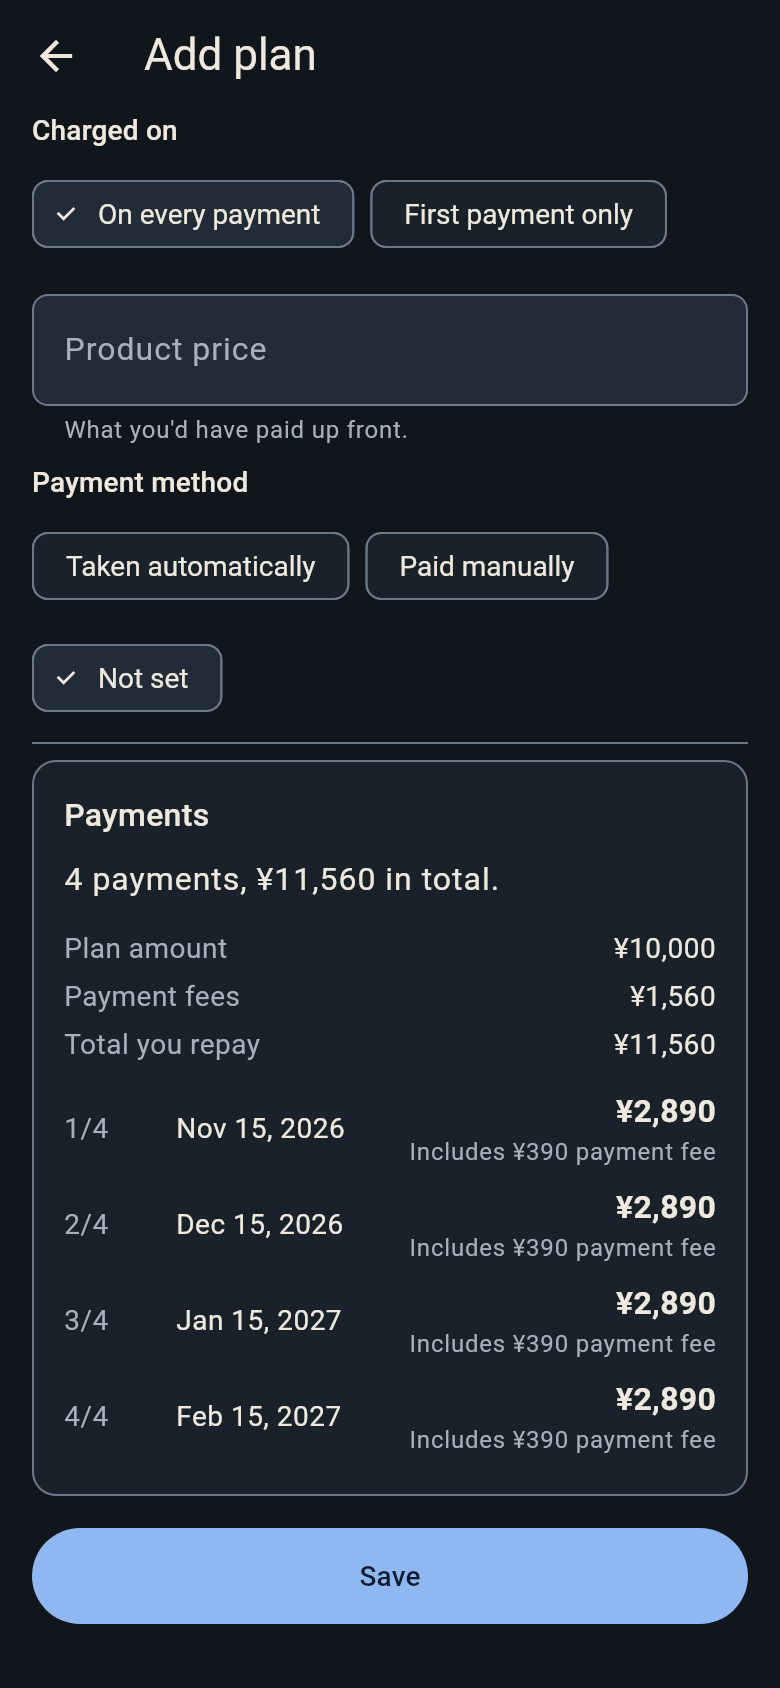 Add plan
Charged on
On every payment
First payment only
Product price
What you'd have paid up front.
Payment method
Taken automatically
Paid manually
Not set
Payments
4 payments, ¥11,560 in total.
Plan amount ¥10,000
Payment fees ¥1,560
Total you repay ¥11,560
1/4 Nov 15, 2026 ¥2,890
Includes ¥390 payment fee
2/4 Dec 15, 2026 ¥2,890
Includes ¥390 payment fee
3/4 Jan 15, 2027 ¥2,890
Includes ¥390 payment fee
4/4 Feb 15, 2027 ¥2,890
Includes ¥390 payment fee
Save